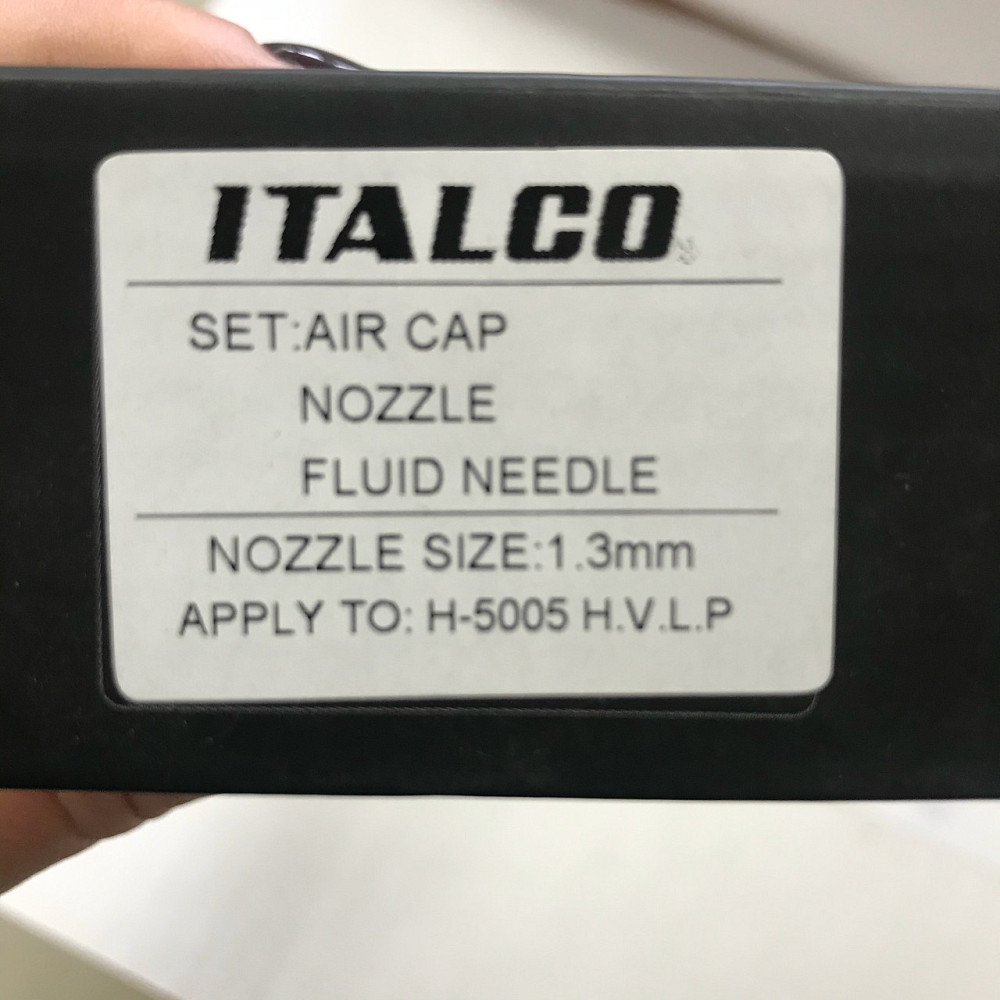 ITALCO
SET:AIR CAP
NOZZLE
FLUID NEEDLE
NOZZLE SIZE:1.3mm
APPLY TO: H-5005 H.V.L.P